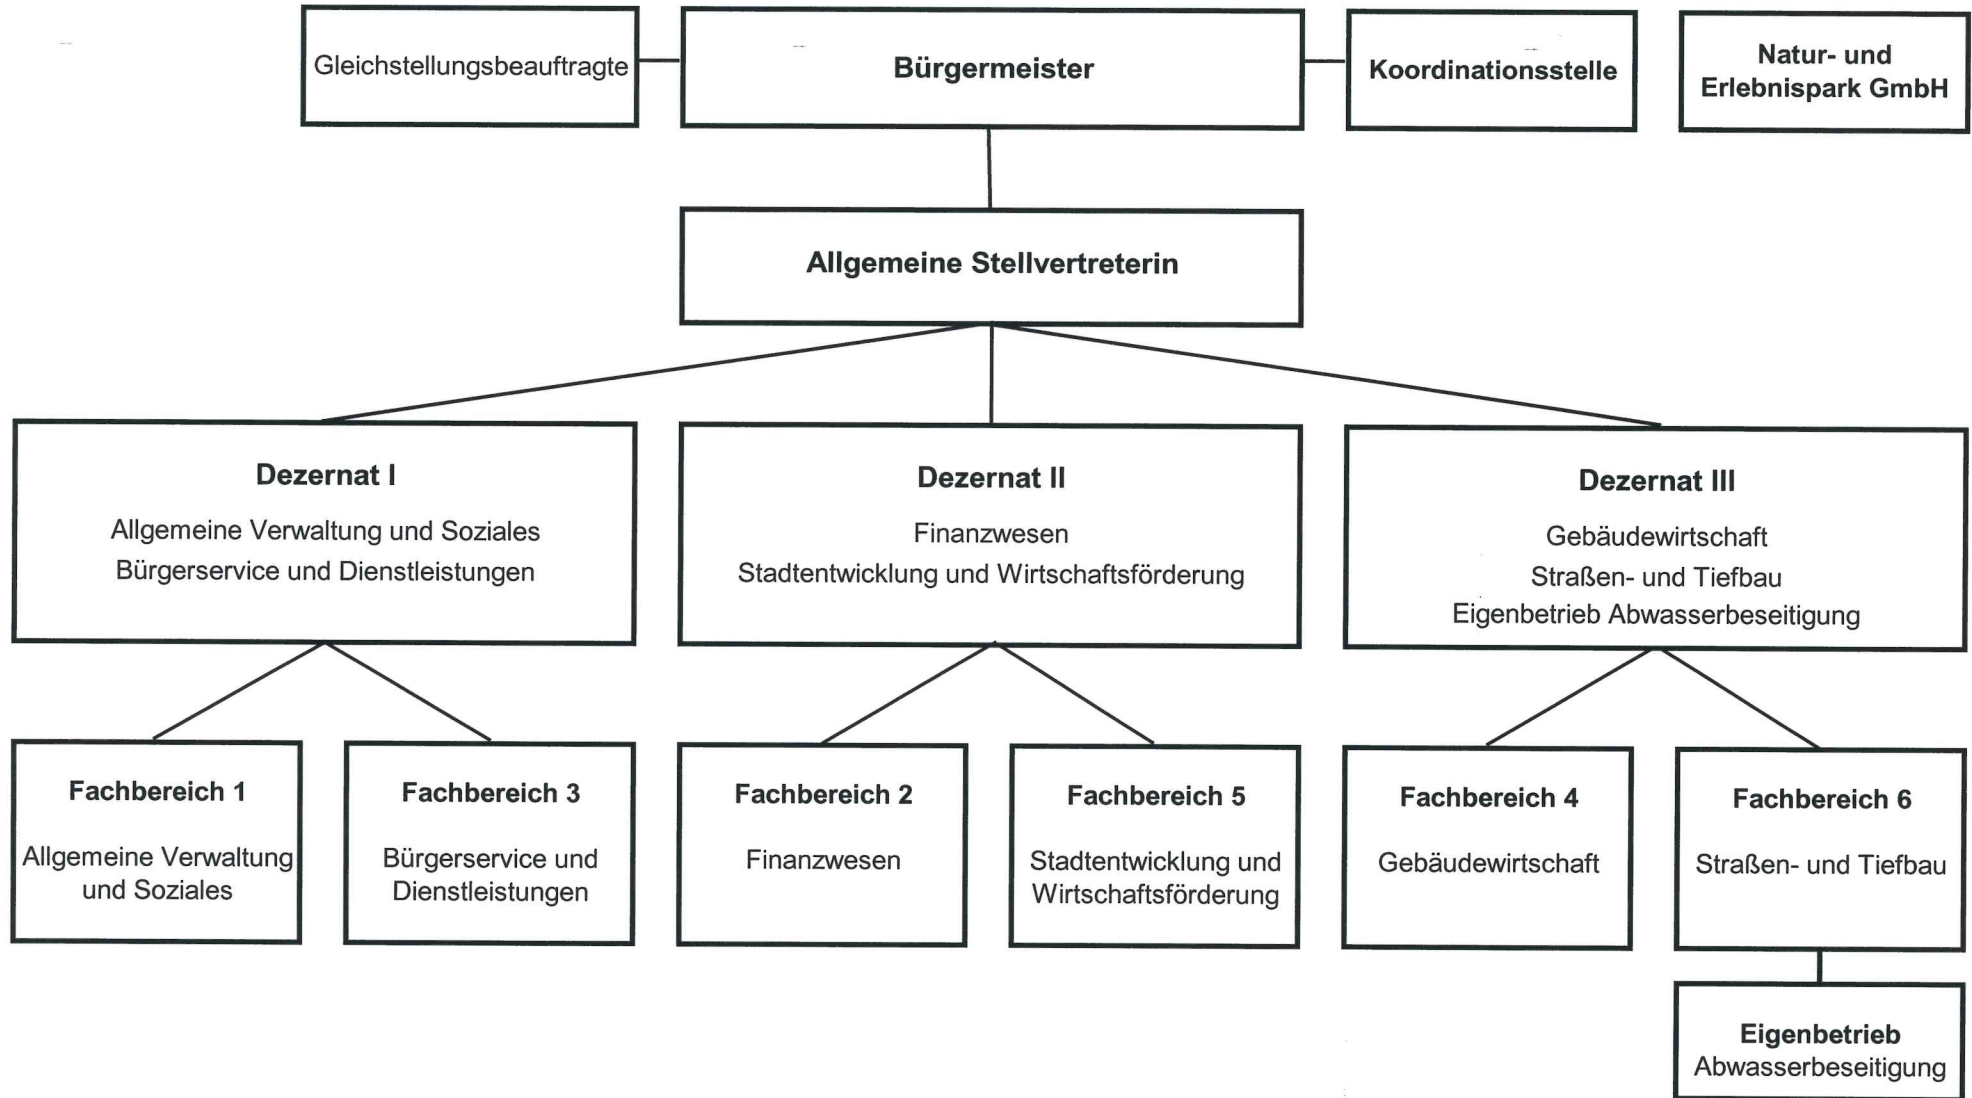 Gleichstellungsbeauftragte
Bürgermeister
Koordinationsstelle
Natur- und
Erlebnispark GmbH
Allgemeine Stellvertreterin
Dezernat I
Allgemeine Verwaltung und Soziales
Bürgerservice und Dienstleistungen
Dezernat II
Finanzwesen
Stadtentwicklung und Wirtschaftsförderung
Dezernat III
Gebäudewirtschaft
Straßen- und Tiefbau
Eigenbetrieb Abwasserbeseitigung
Fachbereich 1
Allgemeine Verwaltung
und Soziales
Fachbereich 3
Bürgerservice und
Dienstleistungen
Fachbereich 2
Finanzwesen
Fachbereich 5
Stadtentwicklung und
Wirtschaftsförderung
Fachbereich 4
Gebäudewirtschaft
Fachbereich 6
Straßen- und Tiefbau
Eigenbetrieb
Abwasserbeseitigung